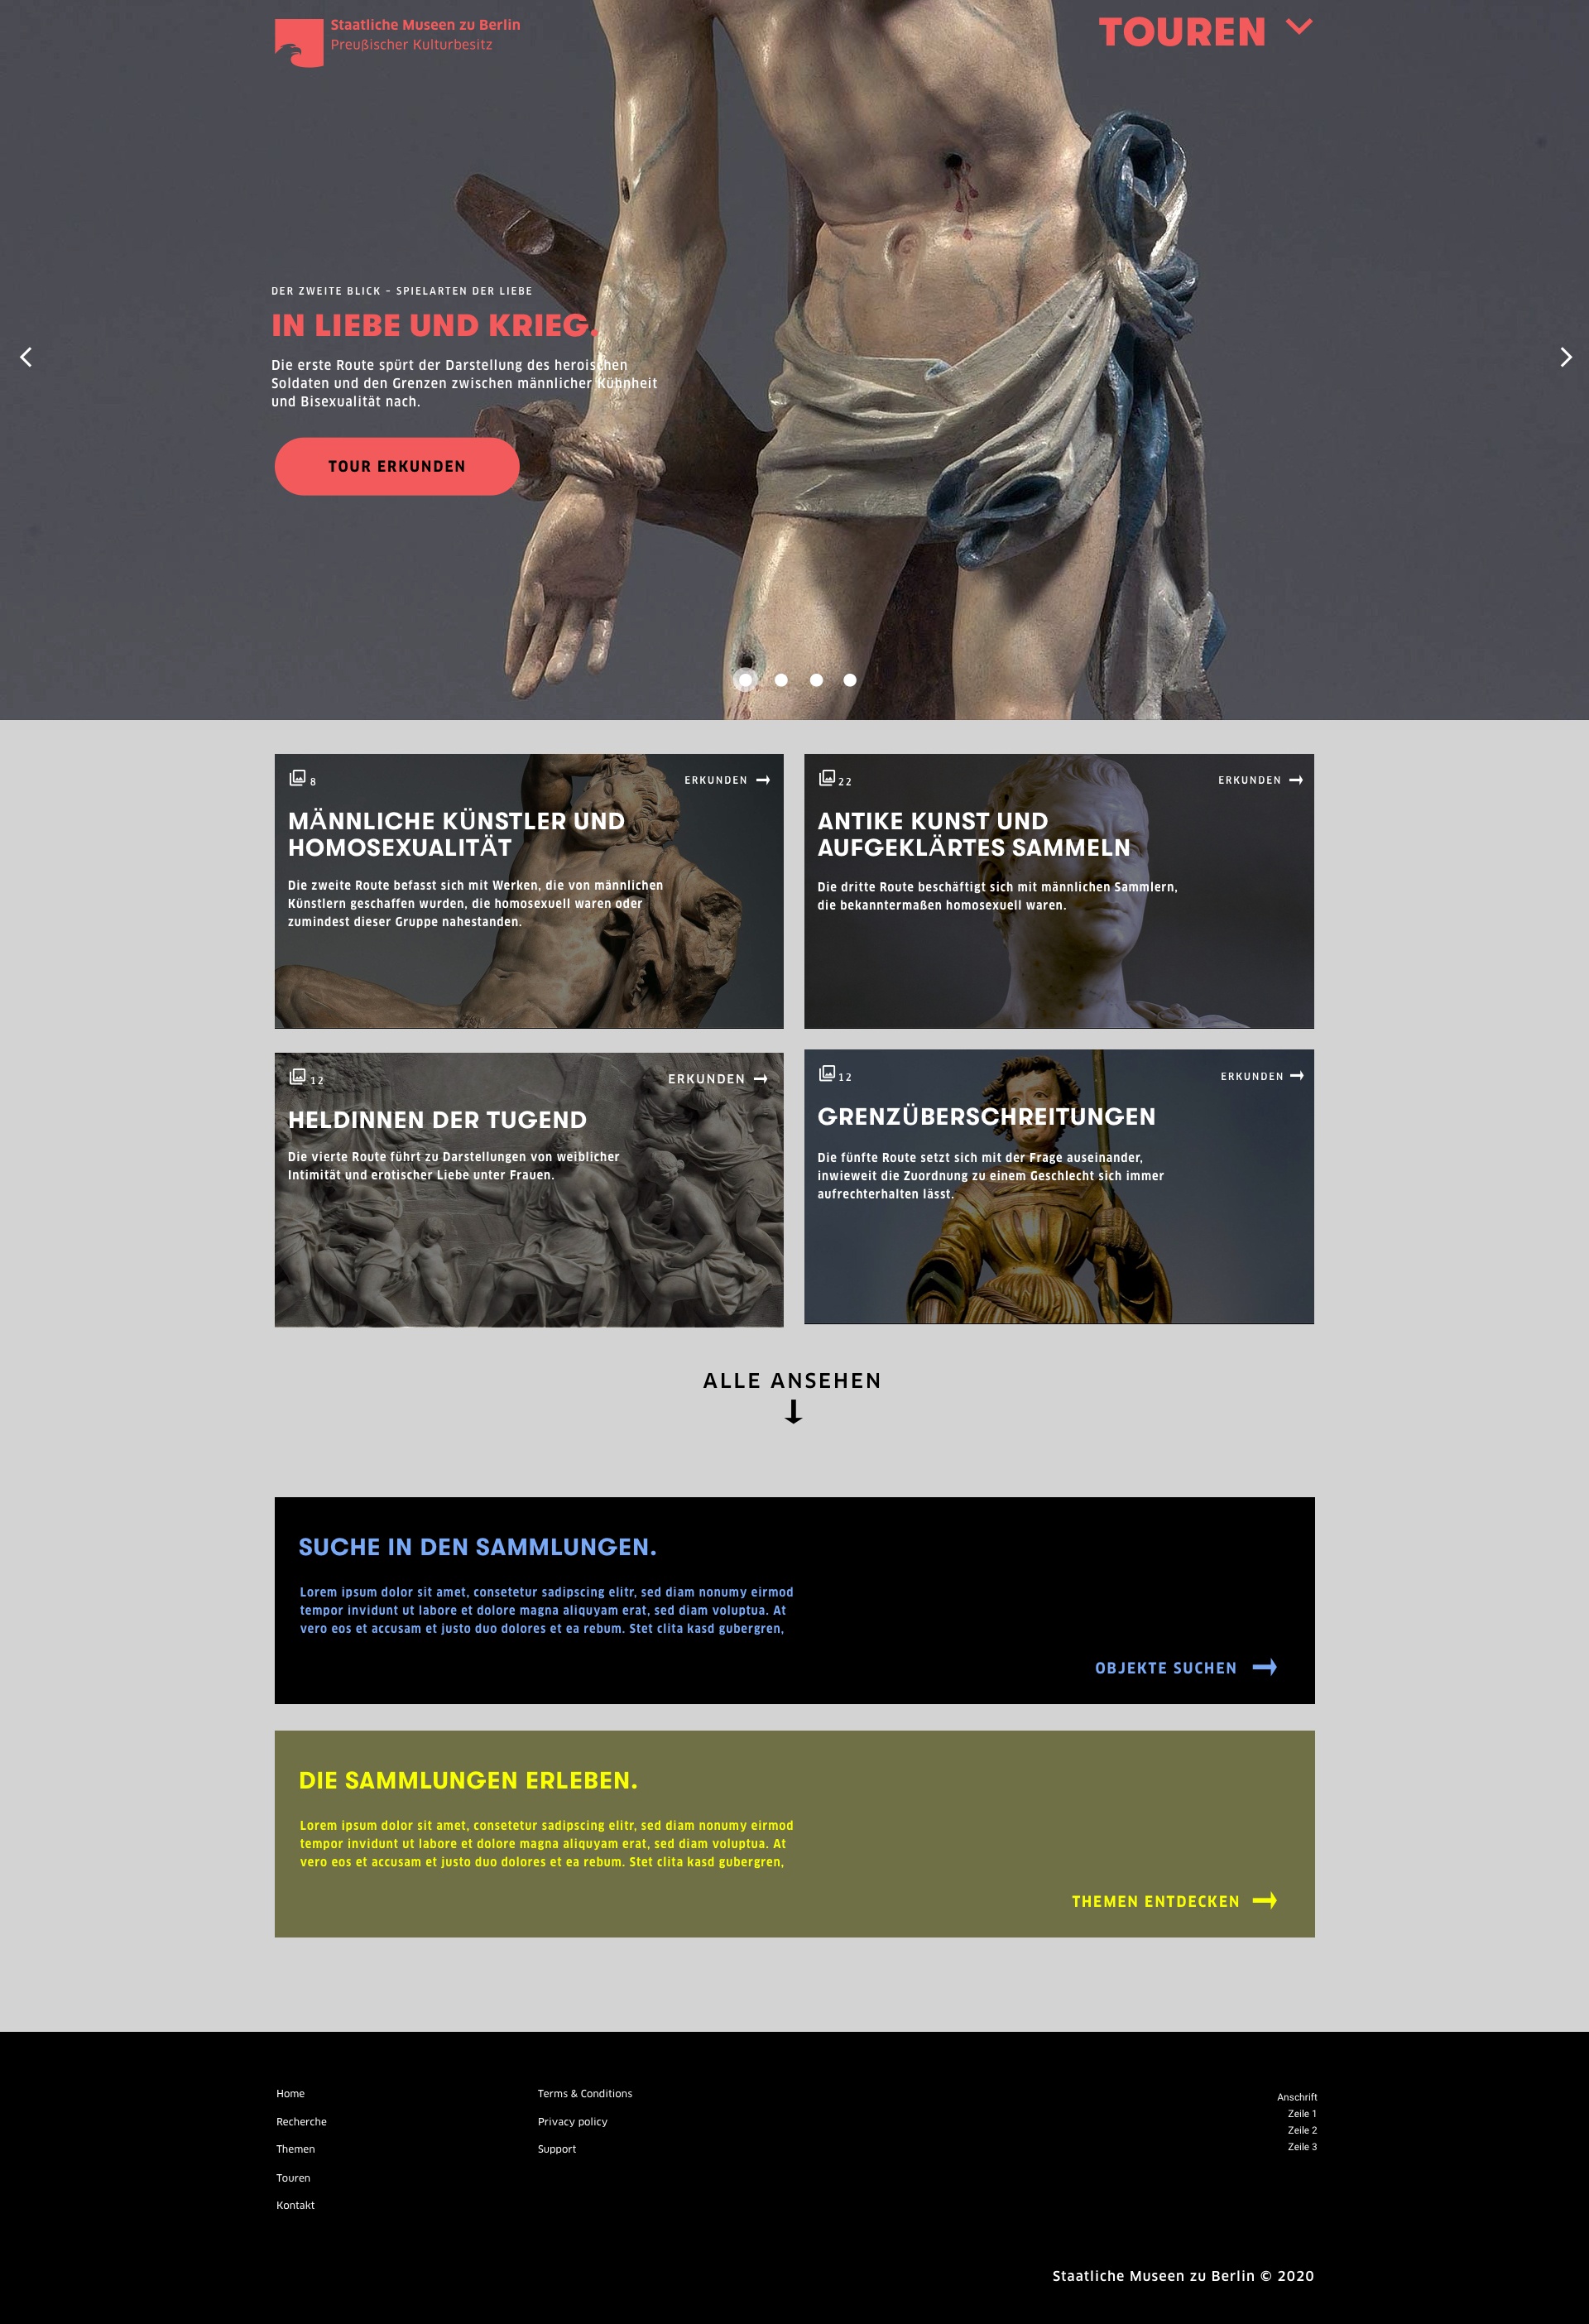 Staatliche Museen zu Berlin
Preußischer Kulturbesitz
TOUREN
DER ZWEITE BLICK – SPIELARTEN DER LIEBE
IN LIEBE UND KRIEG.
Die erste Route spürt der Darstellung des heroischen
Soldaten und den Grenzen zwischen männlicher Kühnheit
und Bisexualität nach.
TOUR ERKUNDEN
8
ERKUNDEN
MÄNNLICHE KÜNSTLER UND
HOMOSEXUALITÄT
Die zweite Route befasst sich mit Werken, die von männlichen
Künstlern geschaffen wurden, die homosexuell waren oder
zumindest dieser Gruppe nahestanden.
22
ERKUNDEN
ANTIKE KUNST UND
AUFGEKLÄRTES SAMMELN
Die dritte Route beschäftigt sich mit männlichen Sammlern,
die bekanntermaßen homosexuell waren.
12
ERKUNDEN
HELDINNEN DER TUGEND
Die vierte Route führt zu Darstellungen von weiblicher
Intimität und erotischer Liebe unter Frauen.
12
ERKUNDEN
GRENZÜBERSCHREITUNGEN
Die fünfte Route setzt sich mit der Frage auseinander,
inwieweit die Zuordnung zu einem Geschlecht sich immer
aufrechterhalten lässt.
ALLE ANSEHEN
SUCHE IN DEN SAMMLUNGEN.
Lorem ipsum dolor sit amet, consetetur sadipscing elitr, sed diam nonumy eirmod
tempor invidunt ut labore et dolore magna aliquyam erat, sed diam voluptua. At
vero eos et accusam et justo duo dolores et ea rebum. Stet clita kasd gubergren,
OBJEKTE SUCHEN
DIE SAMMLUNGEN ERLEBEN.
Lorem ipsum dolor sit amet, consetetur sadipscing elitr, sed diam nonumy eirmod
tempor invidunt ut labore et dolore magna aliquyam erat, sed diam voluptua. At
vero eos et accusam et justo duo dolores et ea rebum. Stet clita kasd gubergren,
THEMEN ENTDECKEN
Home
Recherche
Themen
Touren
Kontakt
Terms & Conditions
Privacy policy
Support
Anschrift
Zeile 1
Zeile 2
Zeile 3
Staatliche Museen zu Berlin © 2020